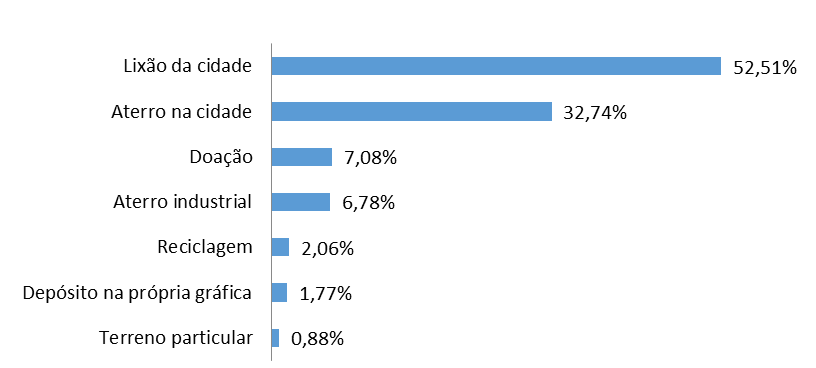 Lixão da cidade 52,51%
Aterro na cidade 32,74%
Doação 7,08%
Aterro industrial 6,78%
Reciclagem 2,06%
Depósito na própria gráfica 1,77%
Terreno particular 0,88%